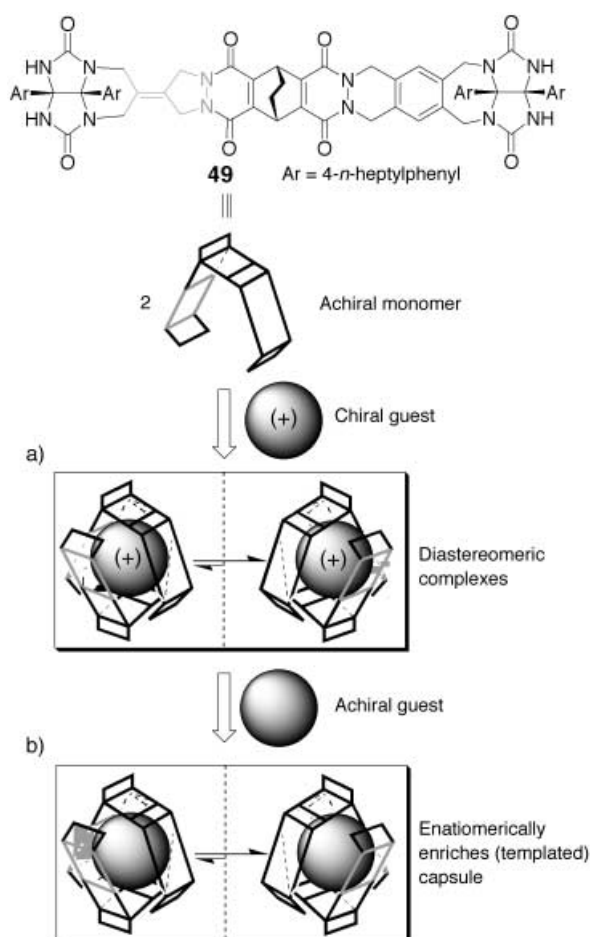 O O O O
HN N N N N N NH
Ar Ar Ar Ar
HN N N N N N NH
O O O O
49 Ar = 4-n-heptylphenyl
2 Achiral monomer
(+) Chiral guest
a)
(+) (+) Diastereomeric
complexes
Achiral guest
b)
Enatiomerically
enriches (templated)
capsule